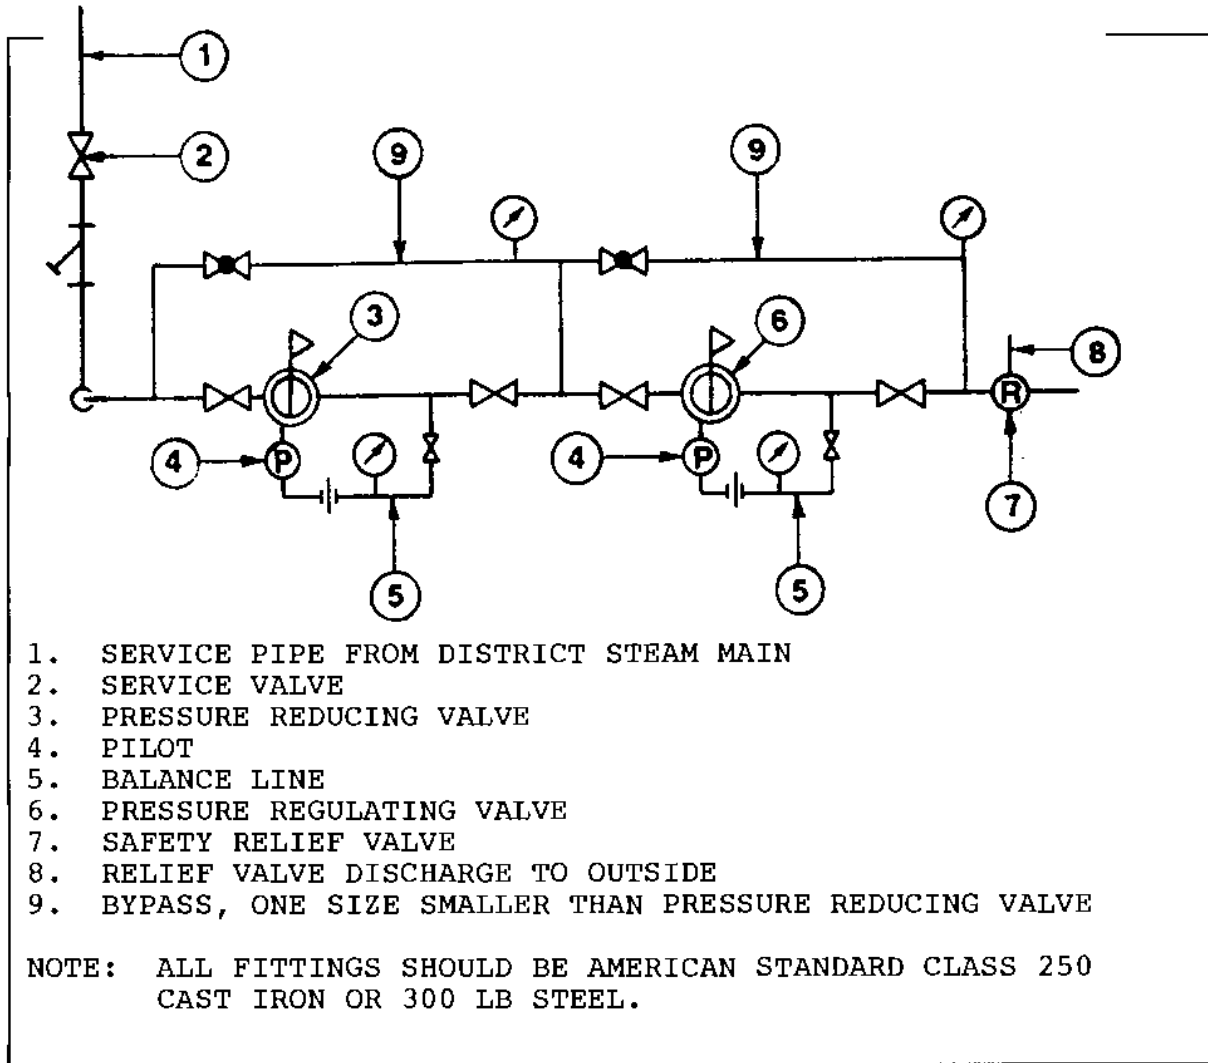 1
2
9
9
3
6
8
R
4
P
4
P
7
5
5
1. SERVICE PIPE FROM DISTRICT STEAM MAIN
2. SERVICE VALVE
3. PRESSURE REDUCING VALVE
4. PILOT
5. BALANCE LINE
6. PRESSURE REGULATING VALVE
7. SAFETY RELIEF VALVE
8. RELIEF VALVE DISCHARGE TO OUTSIDE
9. BYPASS, ONE SIZE SMALLER THAN PRESSURE REDUCING VALVE
NOTE: ALL FITTINGS SHOULD BE AMERICAN STANDARD CLASS 250
CAST IRON OR 300 LB STEEL.